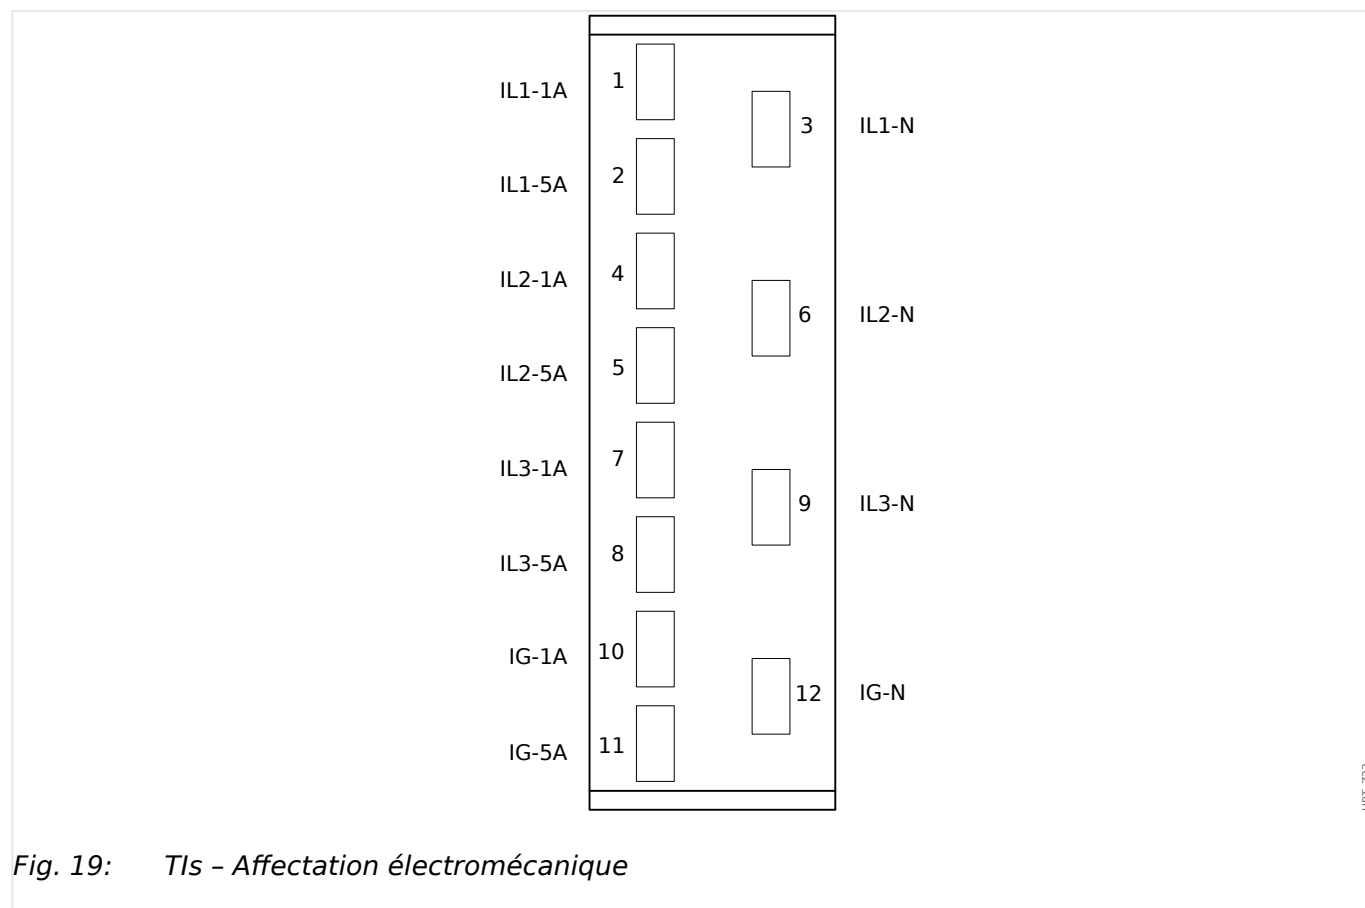 IL1-1A 1
3 IL1-N
IL1-5A 2
IL2-1A 4
6 IL2-N
IL2-5A 5
IL3-1A 7
9 IL3-N
IL3-5A 8
IG-1A 10
12 IG-N
IG-5A 11
Fig. 19: TIs – Affectation électromécanique